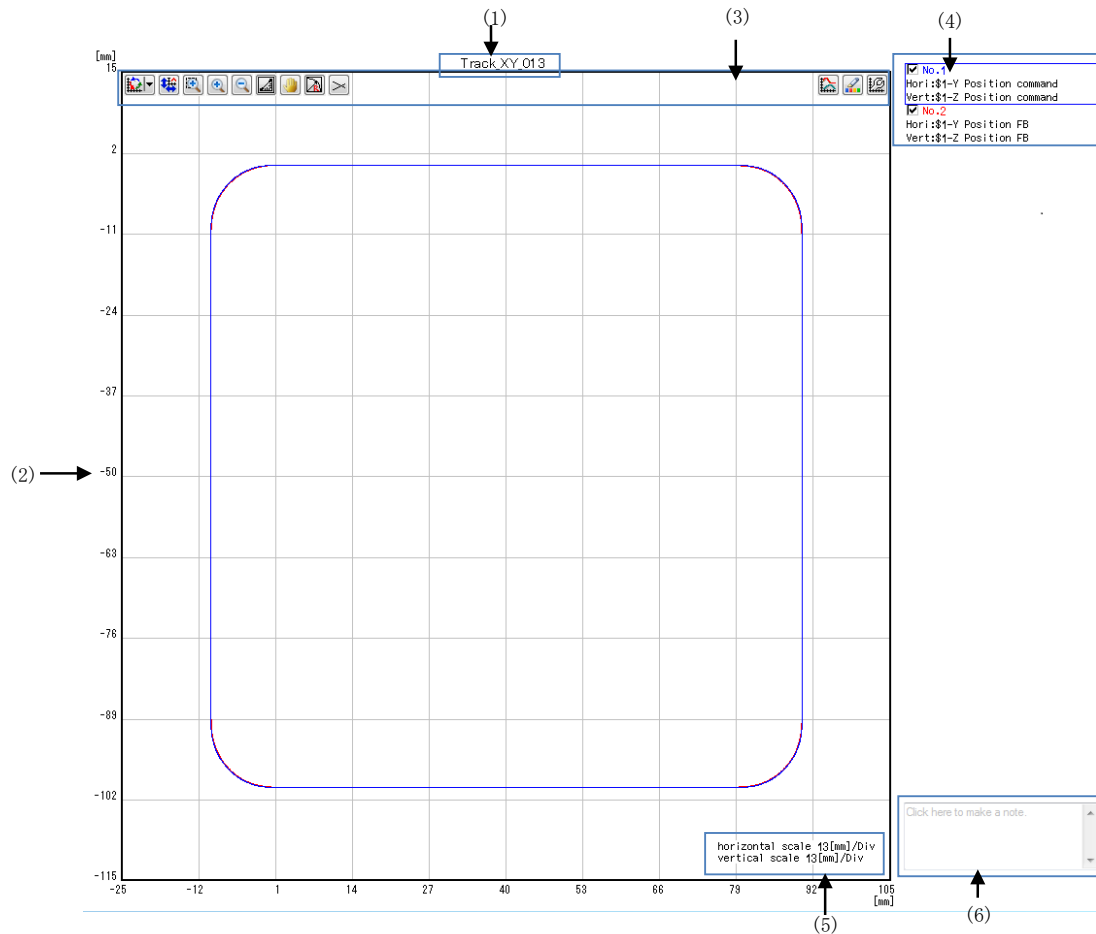 (1)
(3)
(4)
[mm]
Track_XY_013
15
No.1
Hori:$1-Y Position command
Vert:$1-Z Position command
No.2
Hori:$1-Y Position FB
Vert:$1-Z Position FB
2
-11
-24
-37
(2)
-50
-63
-76
-89
-102
Click here to make a note.
horizontal scale 13[mm]/Div
vertical scale 13[mm]/Div
-115
-25 -12 1 14 27 40 53 66 79 92 105
[mm]
(5)
(6)